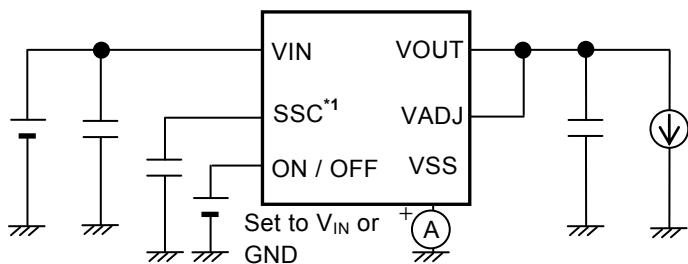 VIN VOUT
SSC*1 VADJ
ON / OFF VSS
Set to VIN or
GND
+
A